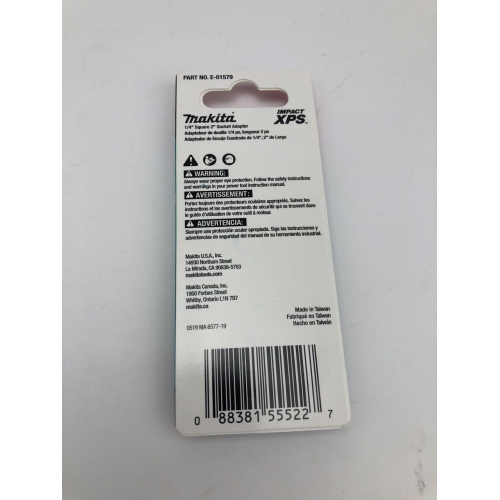 PART NO. E-01579
makita
IMPACT
XPS
1/4" Square 2" Socket Adapter
Adaptateur de douille 1/4 po, longueur 2 po
Adaptador de Encaje Cuadrada de 1/4", 2" de Largo
WARNING:
Always wear proper eye protection. Follow the safety instructions
and warnings in your power tool instruction manual.
AVERTISSEMENT:
Portez toujours des protecteurs oculaires appropriés. Suivez les
instructions et les avertissements de sécurité qui se trouvent dans
le guide d'utilisation de votre outil à moteur.
ADVERTENCIA:
Siempre use protección ocular apropiada. Siga las instrucciones y
advertencias de seguridad del manual de su herramienta industrial.
Makita U.S.A., Inc.
14930 Northam Street
La Mirada, CA 90638-5753
makitatools.com
Makita Canada, Inc.
1950 Forbes Street
Whitby, Ontario L1N 7B7
makita.ca
0519 MA 6577-19
Made in Taiwan
Fabriqué en Taiwan
Hecho en Taiwán
0 88381 55522 7